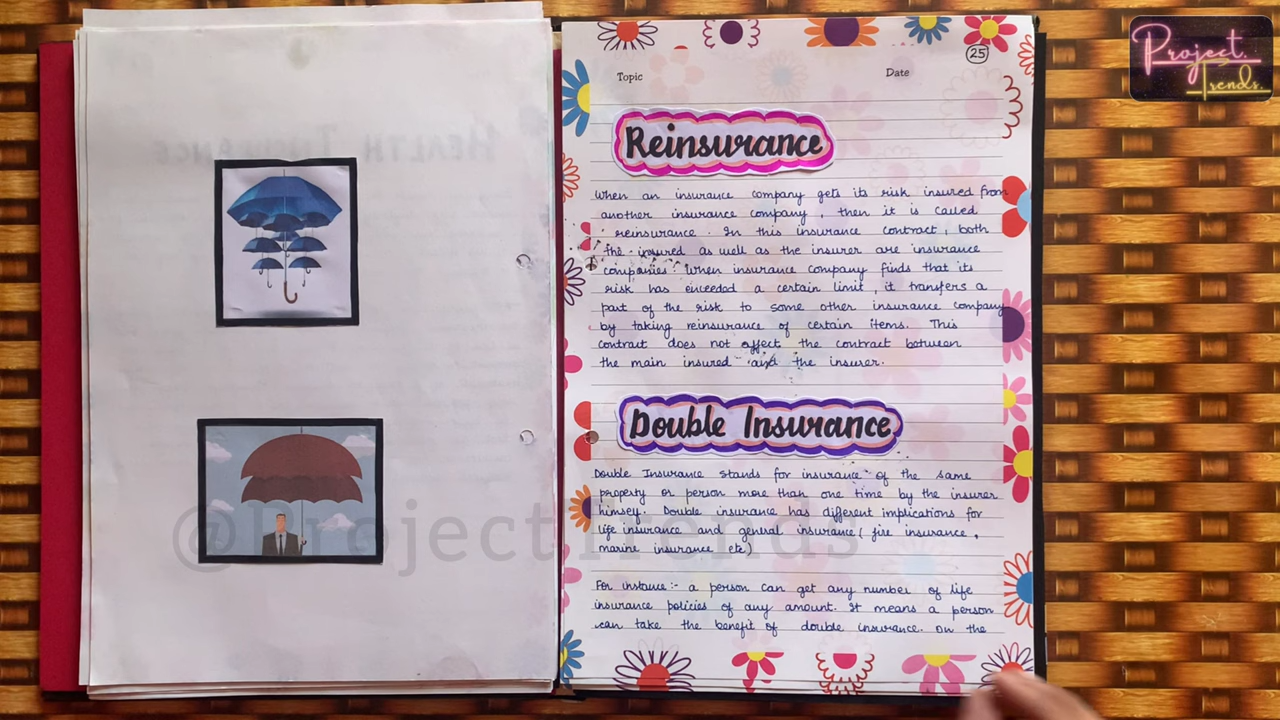 Project
Trends.
25
Topic
Date
HEALTH INSURANCE
Reinsurance
When an insurance company gets its risk insured from
another insurance company, then it is called
reinsurance. In this insurance contract, both
the insured as well as the insurer are insurance
companies. When insurance company finds that its
risk has exceeded a certain limit, it transfers a
part of the risk to some other insurance company
by taking reinsurance of certain items. This
contract does not affect the contract between
the main insured and the insurer.
Double Insurance
Double Insurance stands for insurance of the same
property or person more than one time by the insurer
himsey. Double insurance has different implications for
life insurance and genral insurance( fire insurance,
marine insurance etc)
For instance:- a person can get any number of life
insurance policies of any amount. It means a person
can take the benefit of double insurance. On the
@ProjectTrends